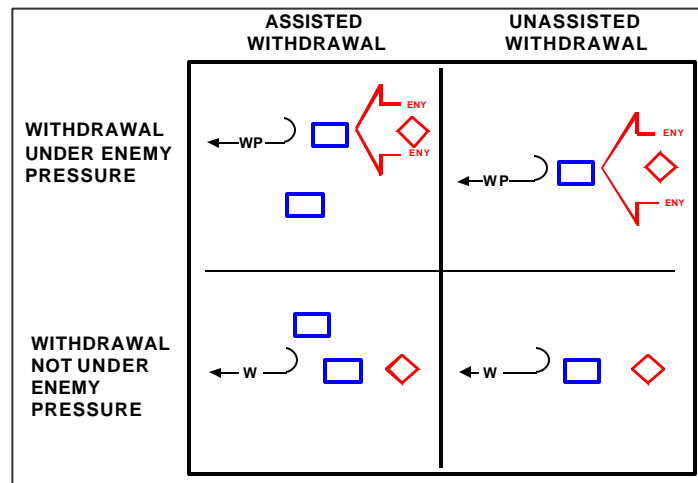 ASSISTED
WITHDRAWAL
UNASSISTED
WITHDRAWAL
WITHDRAWAL
UNDER ENEMY
PRESSURE
WP
ENY
ENY
WP
ENY
ENY
WITHDRAWAL
NOT UNDER
ENEMY
PRESSURE
W
W